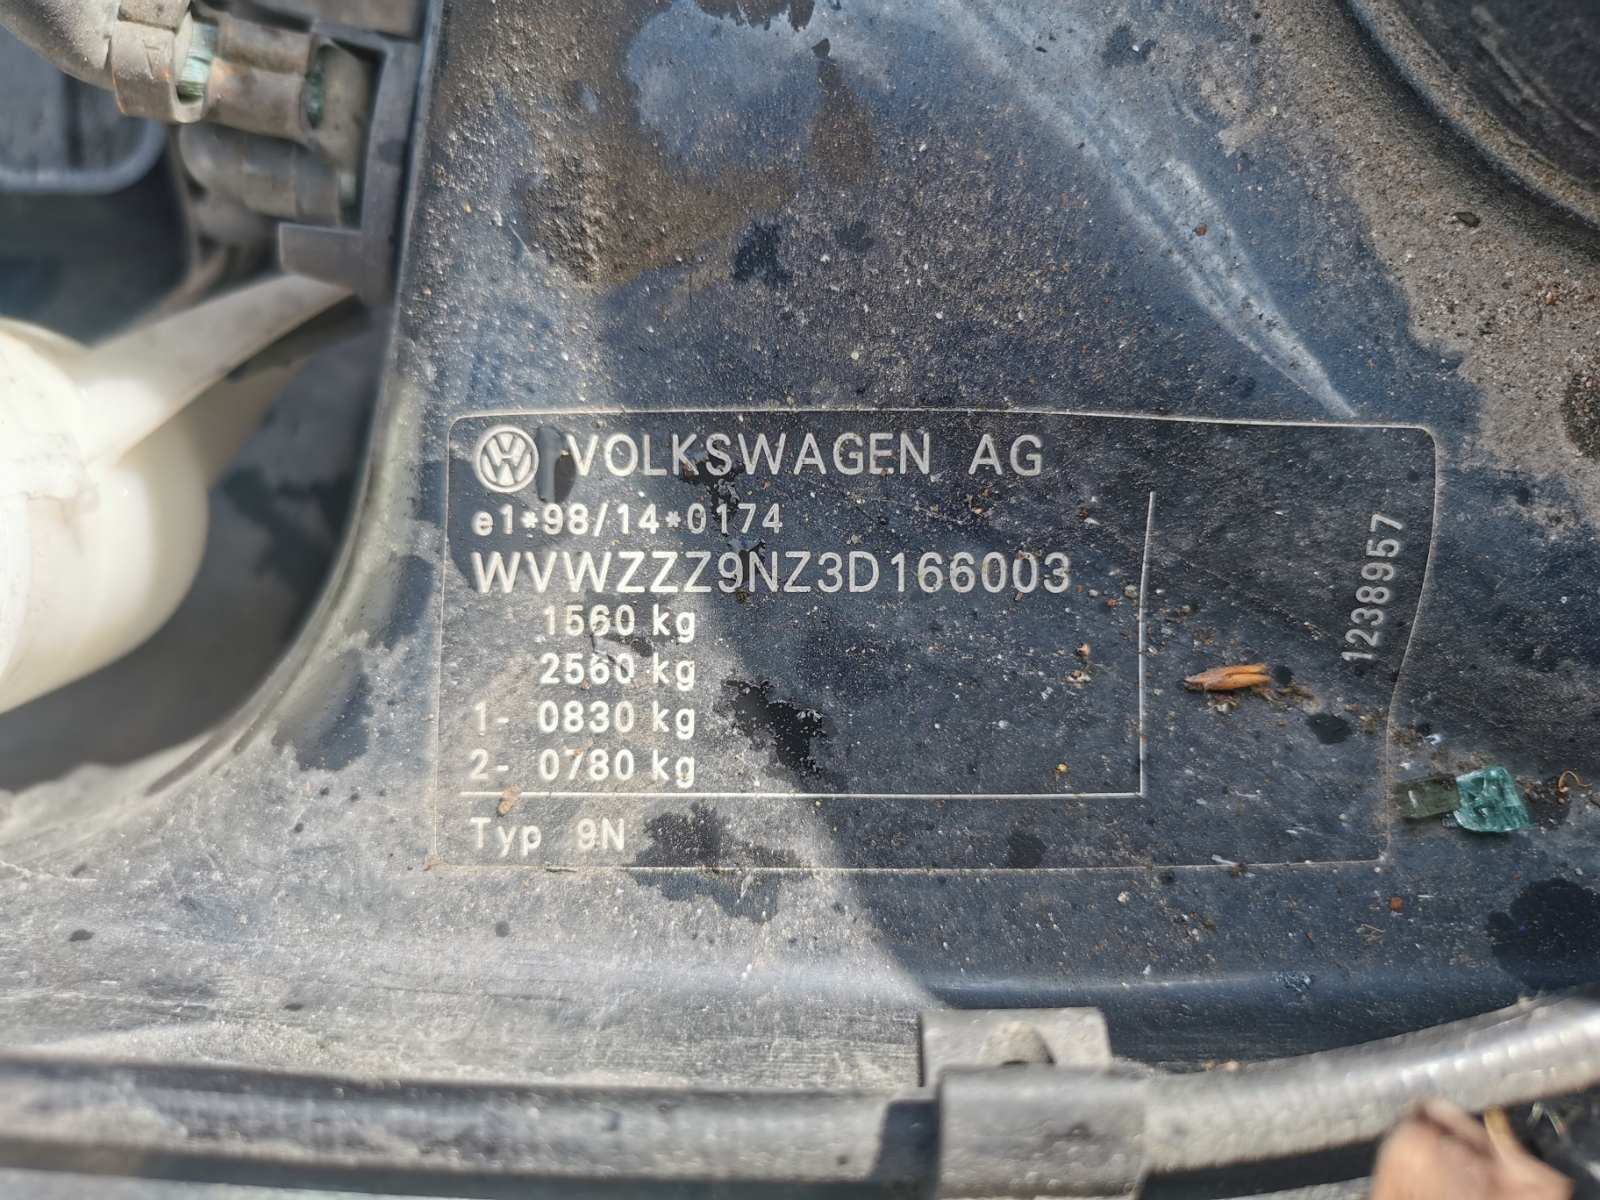 VOLKSWAGEN AG
e1*98/14*0174
WVWZZZ9NZ3D166003
1560 kg
2560 kg
1- 0830 kg
2- 0780 kg
Typ 9N
1238957